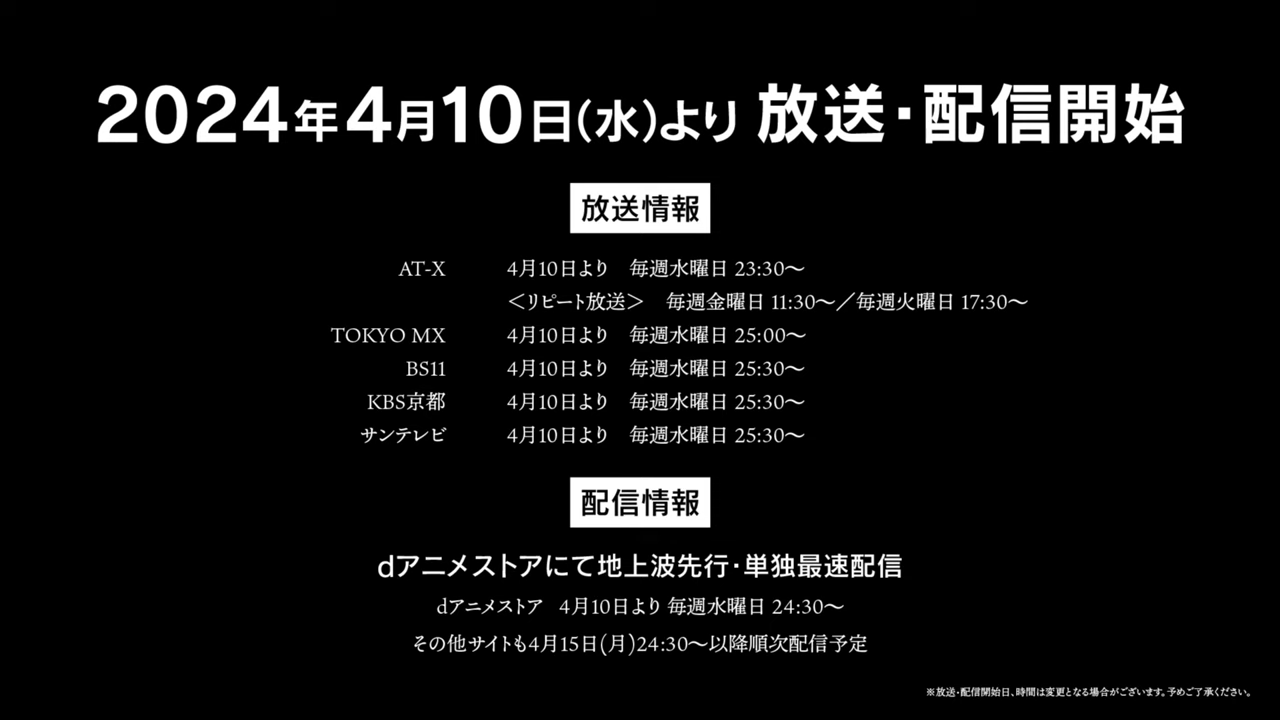 2024年4月10日(水)より 放送・配信開始
放送情報
AT-X 4月10日より 毎週水曜日 23:30〜
＜リピート放送＞ 毎週金曜日 11:30〜／毎週火曜日 17:30〜
TOKYO MX 4月10日より 毎週水曜日 25:00〜
BS11 4月10日より 毎週水曜日 25:30〜
KBS京都 4月10日より 毎週水曜日 25:30〜
サンテレビ 4月10日より 毎週水曜日 25:30〜
配信情報
dアニメストアにて地上波先行・単独最速配信
dアニメストア 4月10日より 毎週水曜日 24:30〜
その他サイトも4月15日(月)24:30〜以降順次配信予定
※放送・配信開始日、時間は変更となる場合がございます。予めご了承ください。